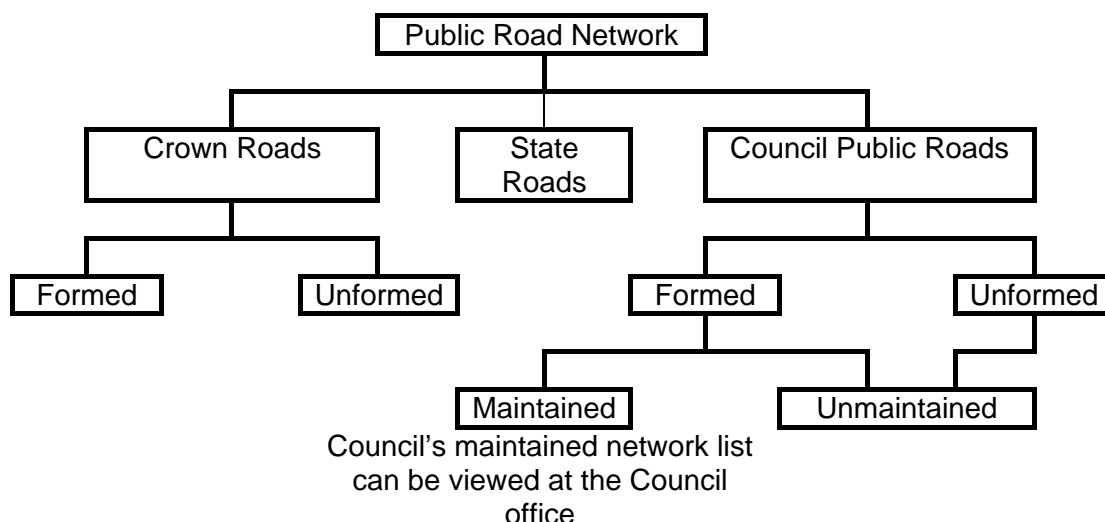 Public Road Network
Crown Roads
State
Roads
Council Public Roads
Formed
Unformed
Formed
Unformed
Maintained
Unmaintained
Council’s maintained network list
can be viewed at the Council
office